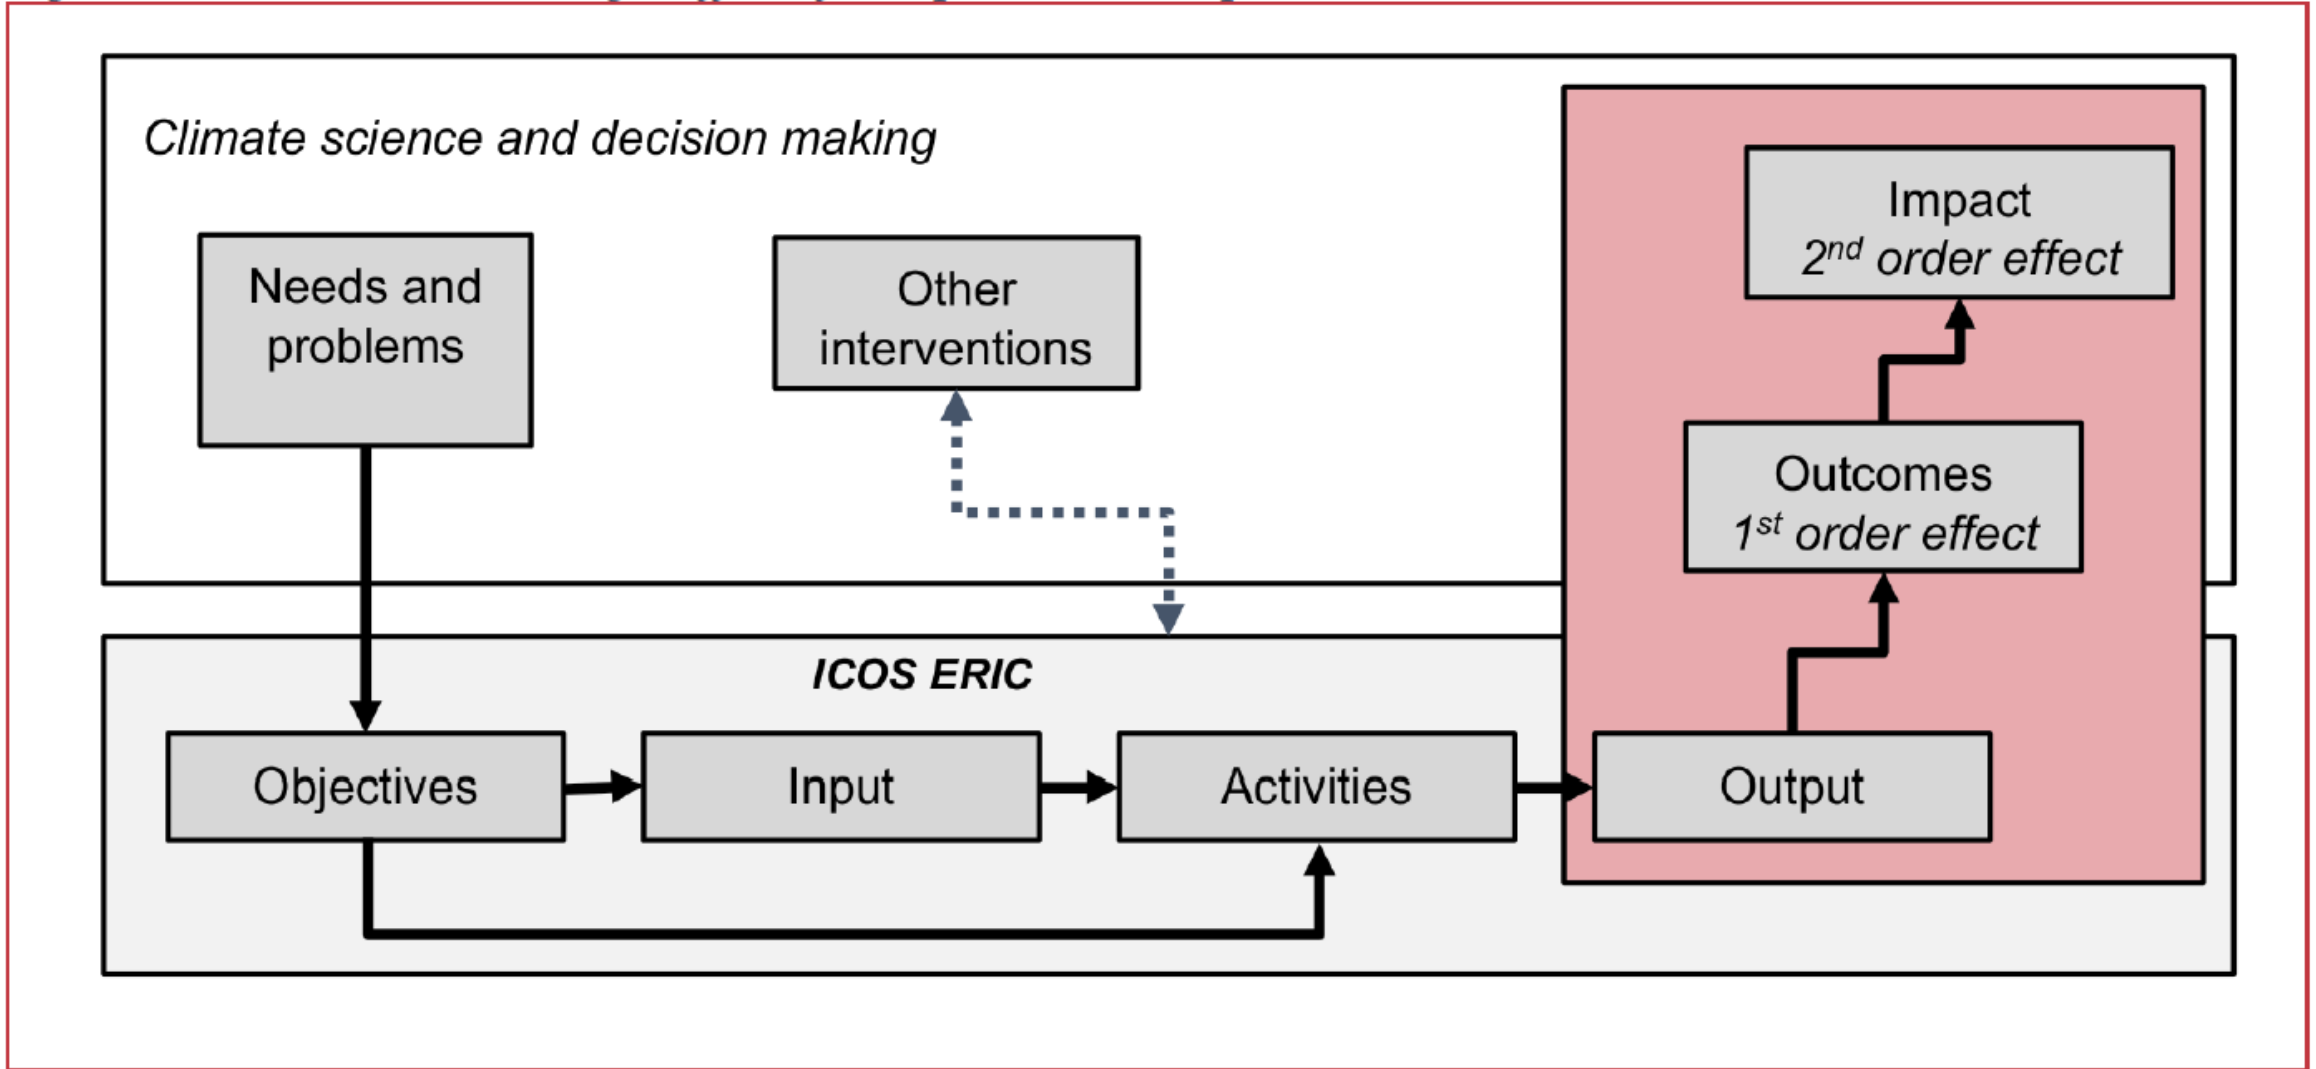 Climate science and decision making
Needs and
problems
Other
interventions
Impact
2nd order effect
Outcomes
1st order effect
ICOS ERIC
Objectives
Input
Activities
Output